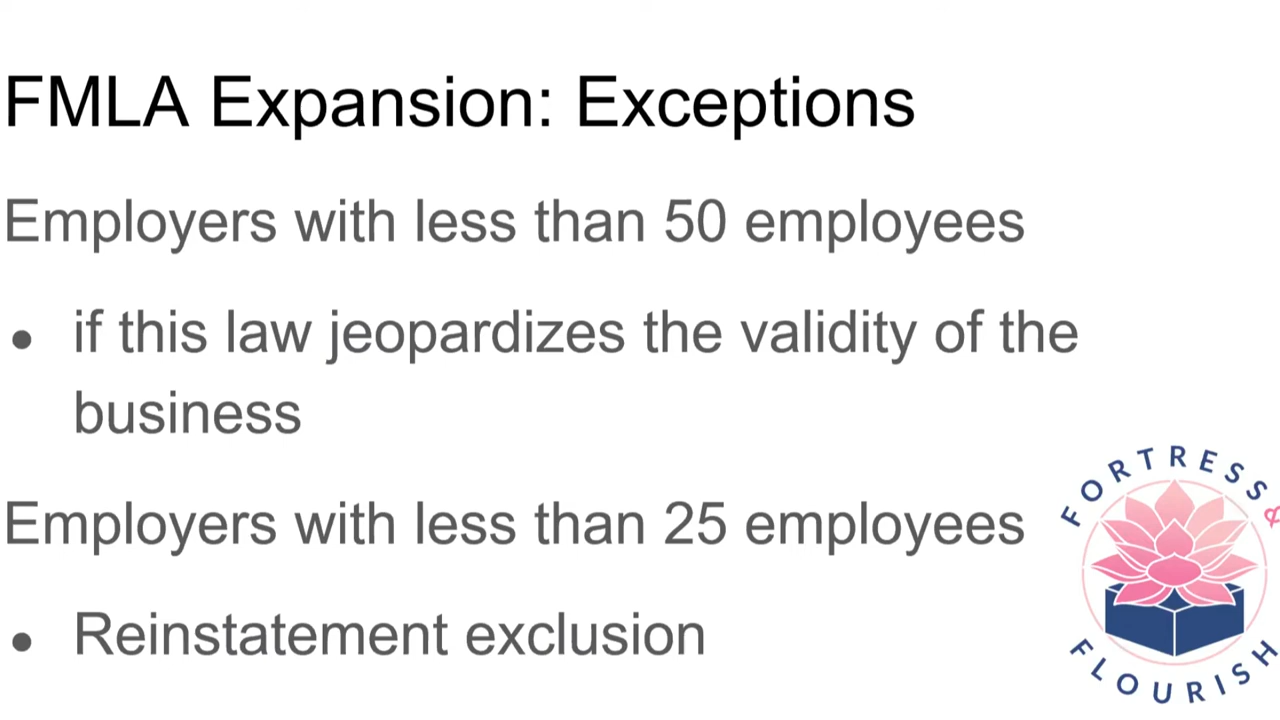 FMLA Expansion: Exceptions
Employers with less than 50 employees
● if this law jeopardizes the validity of the
business
Employers with less than 25 employees
● Reinstatement exclusion
FORTRESS &
FLOURISH